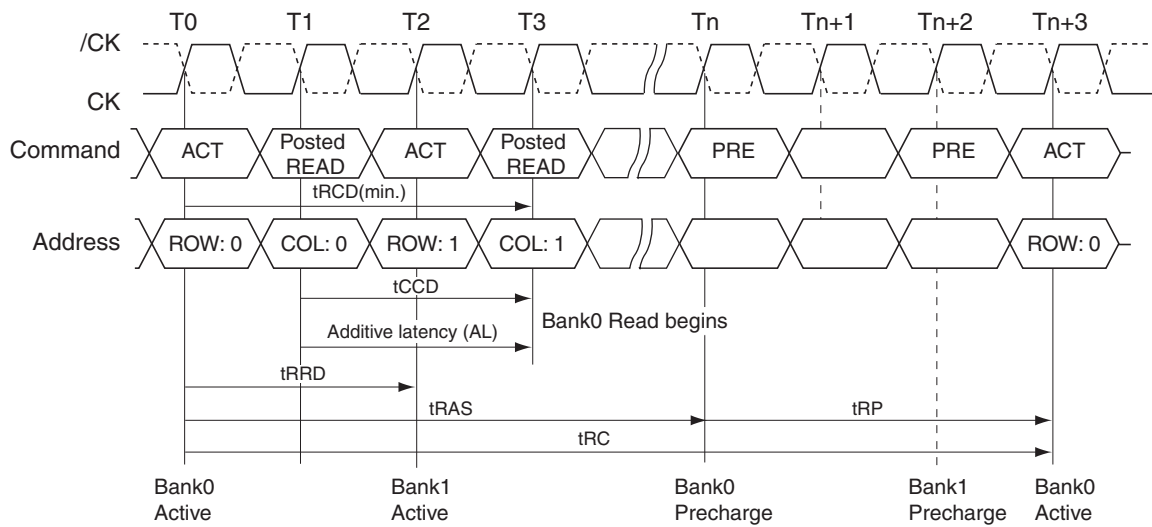 T0 T1 T2 T3 Tn Tn+1 Tn+2 Tn+3
/CK
CK
Command ACT Posted READ ACT Posted READ PRE PRE ACT
tRCD(min.)
Address ROW: 0 COL: 0 ROW: 1 COL: 1 ROW: 0
tCCD
Bank0 Read begins
Additive latency (AL)
tRRD
tRAS tRP
tRC
Bank0 Active
Bank1 Active
Bank0 Precharge
Bank1 Precharge
Bank0 Active